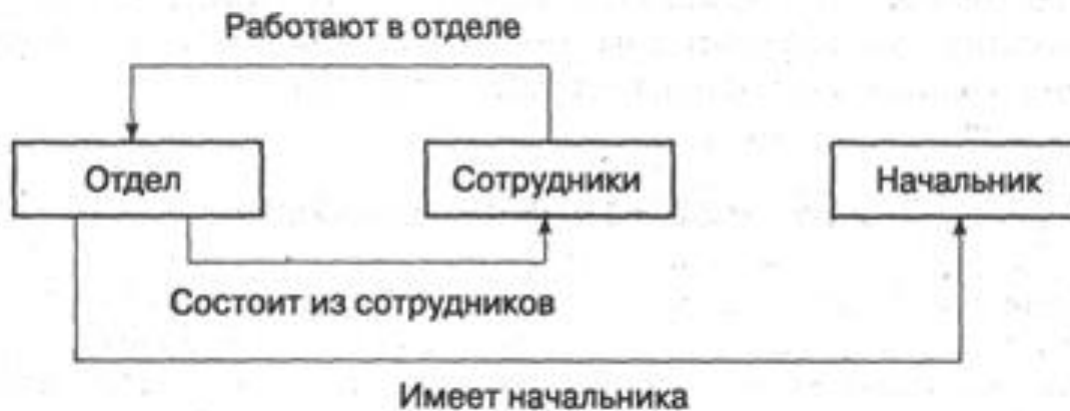 Работают в отделе
Отдел
Сотрудники
Начальник
Состоит из сотрудников
Имеет начальника